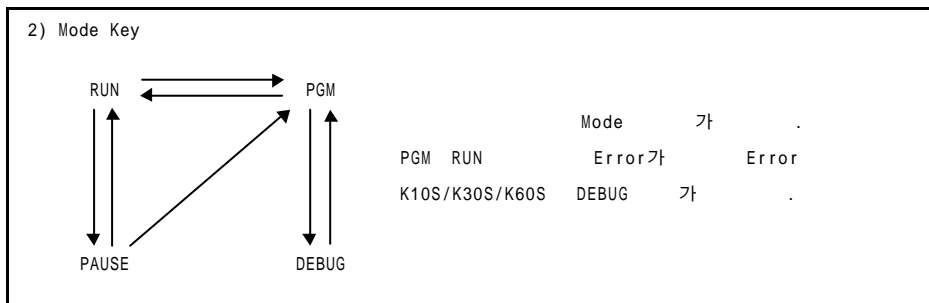 2) Mode Key
RUN PGM
Mode 가 .
PGM RUN Error가 Error
K10S/K30S/K60S DEBUG 가 .
PAUSE DEBUG